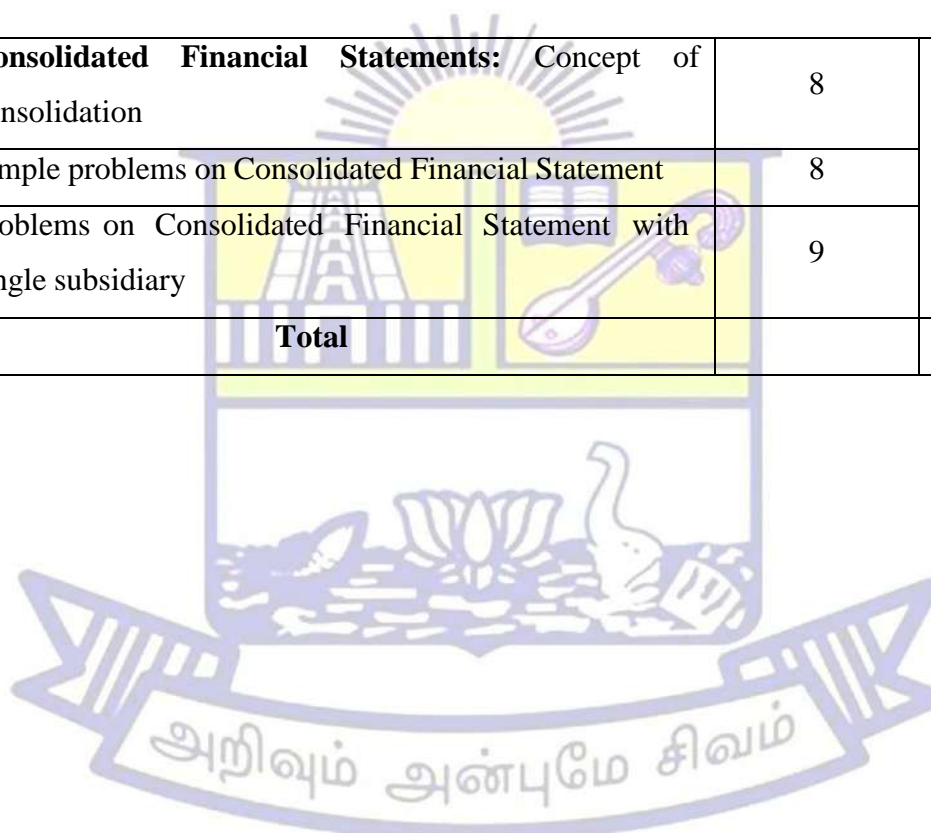 onsolidated Financial Statements: Concept of
nsolidation
8
mple problems on Consolidated Financial Statement
8
oblems on Consolidated Financial Statement with
ngle subsidiary
9
Total
அறிவும் அன்புமே சிவம்